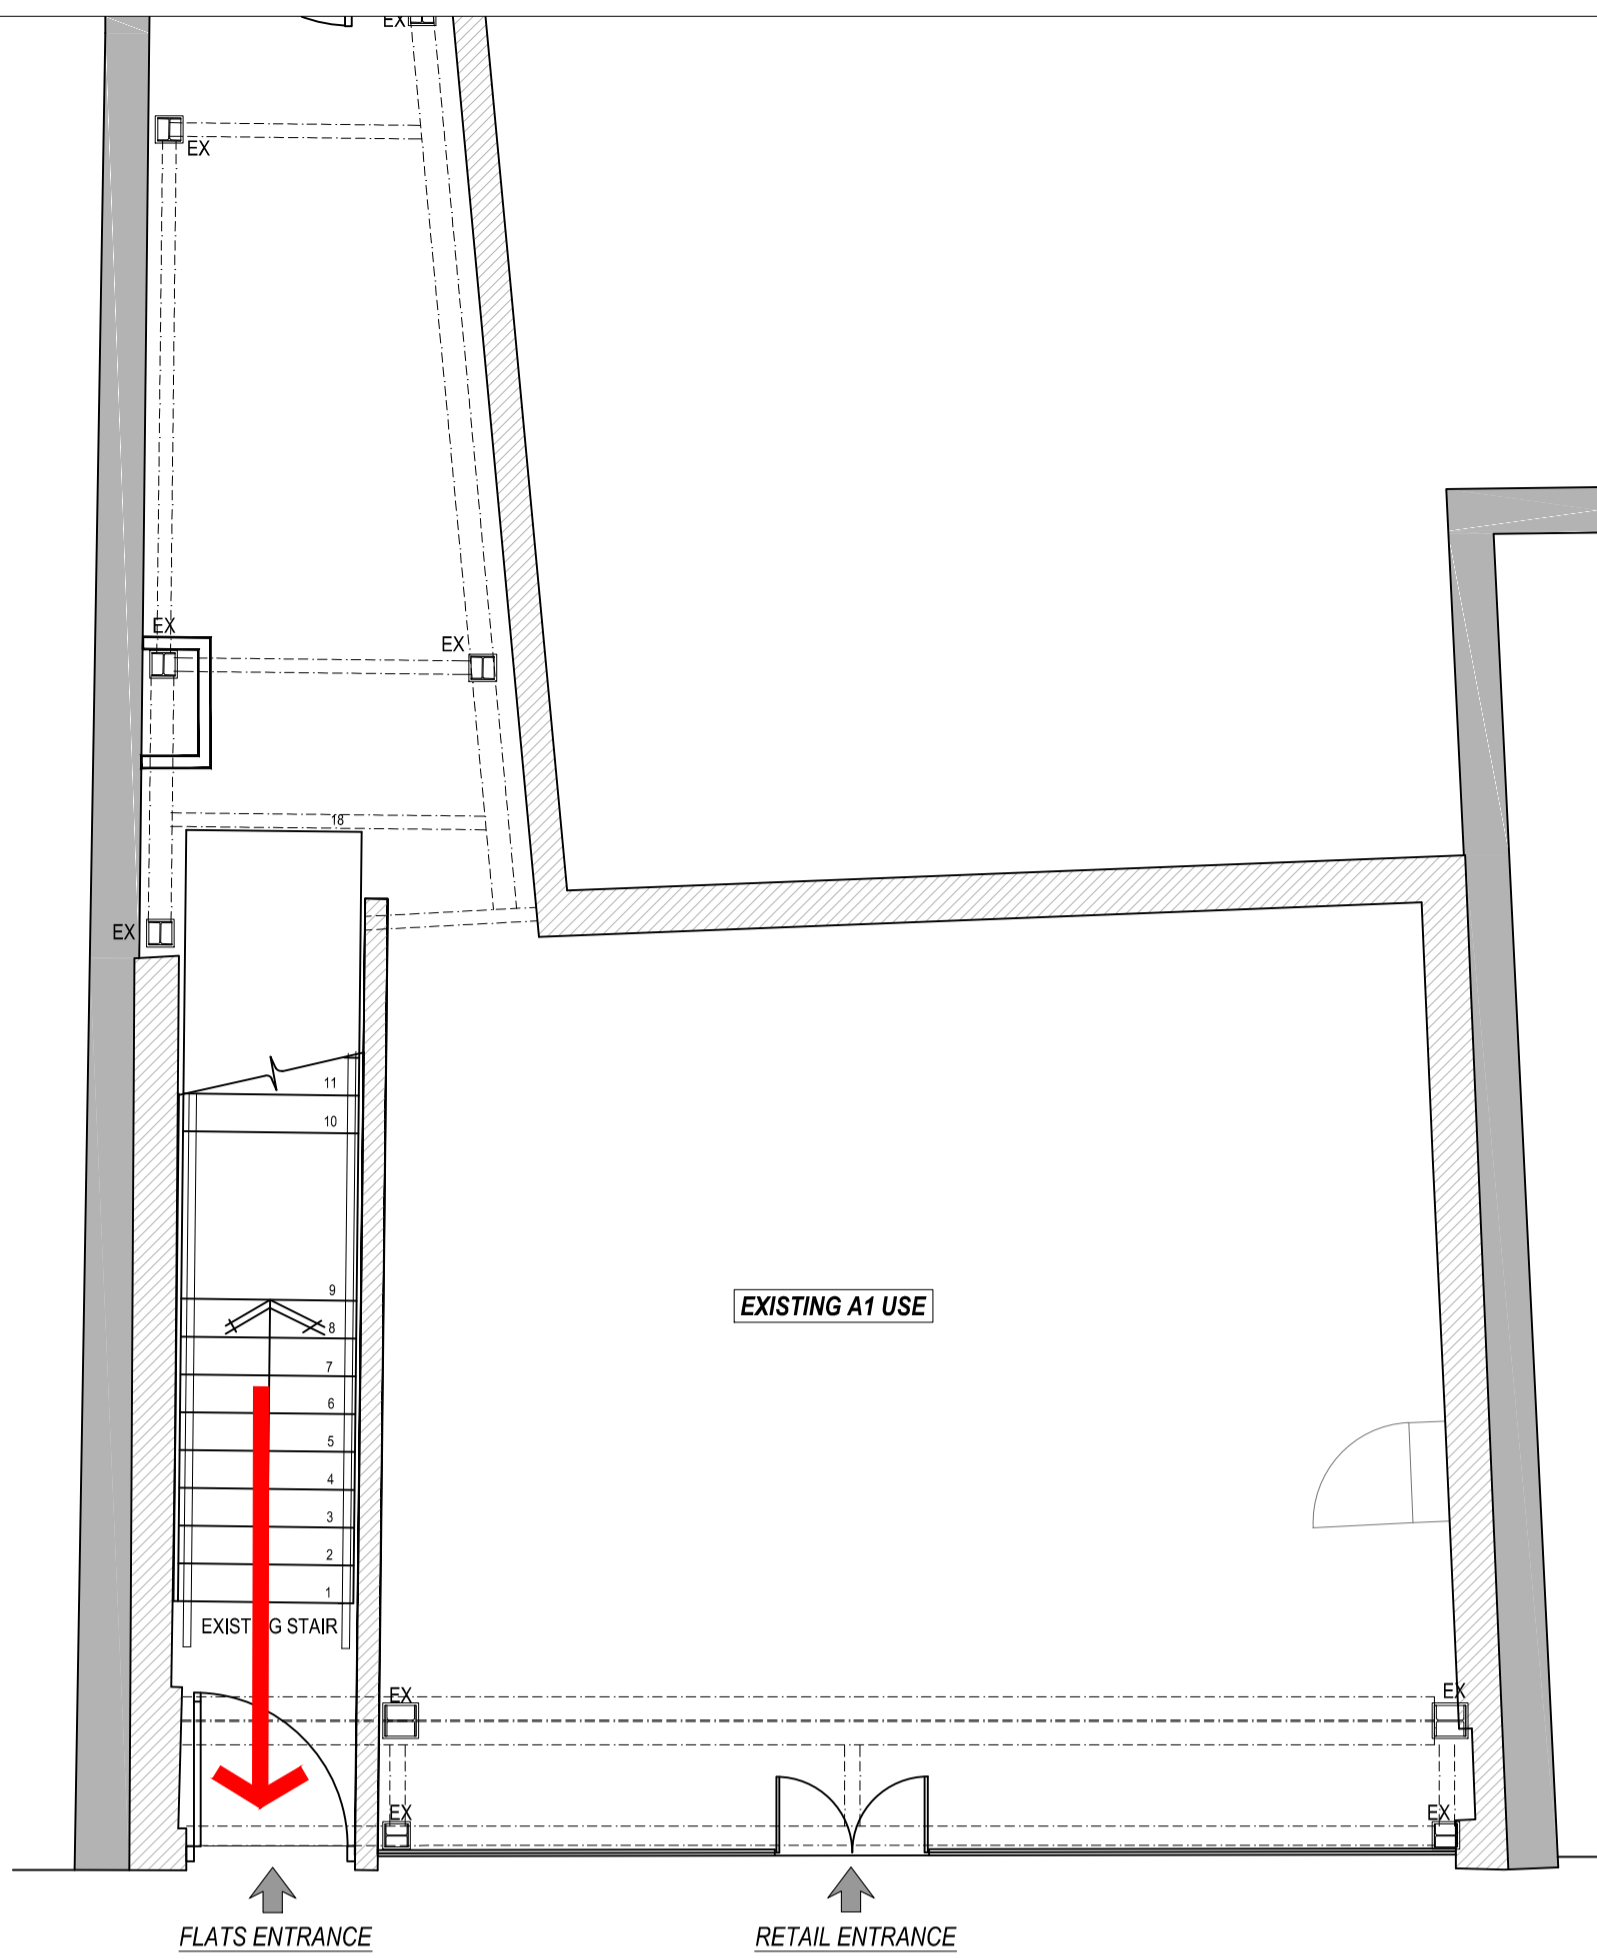 EX
EX
EX
EX
18
EX
11
10
9
8
7
6
5
4
3
2
1
EXISTING A1 USE
EXIST G STAIR
EX
EX
EX
EX
FLATS ENTRANCE
RETAIL ENTRANCE